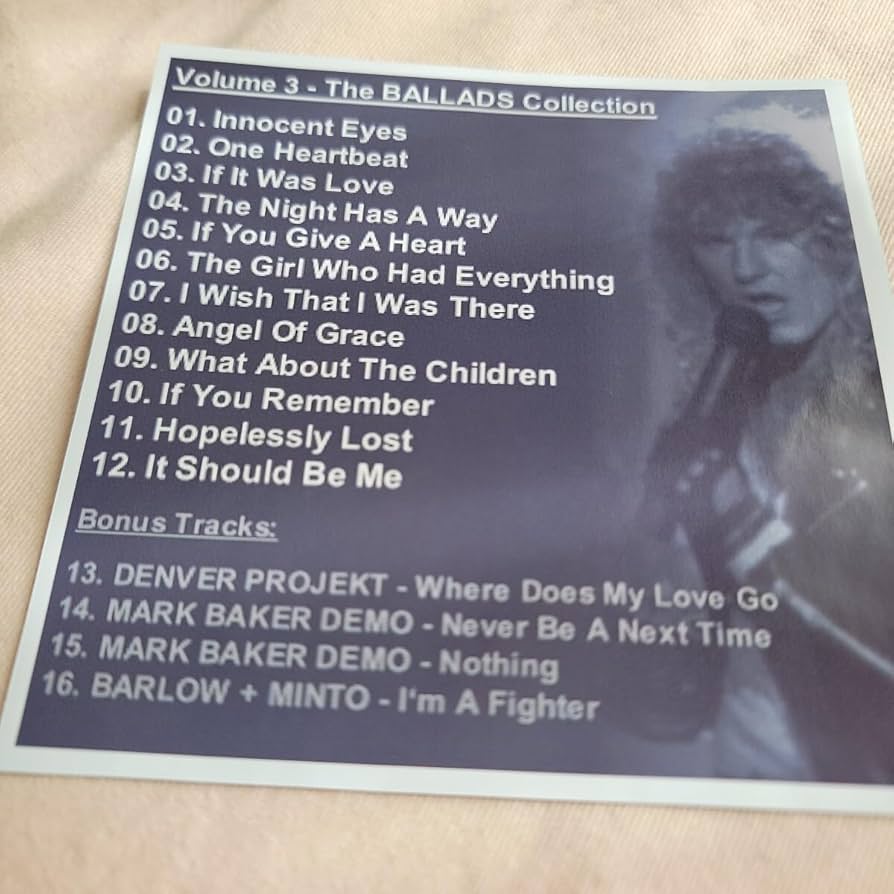 Volume 3 - The BALLADS Collection
01. Innocent Eyes
02. One Heartbeat
03. If It Was Love
04. The Night Has A Way
05. If You Give A Heart
06. The Girl Who Had Everything
07. I Wish That I Was There
08. Angel Of Grace
09. What About The Children
10. If You Remember
11. Hopelessly Lost
12. It Should Be Me
Bonus Tracks:
13. DENVER PROJEKT - Where Does My Love Go
14. MARK BAKER DEMO - Never Be A Next Time
15. MARK BAKER DEMO - Nothing
16. BARLOW + MINTO - I'm A Fighter